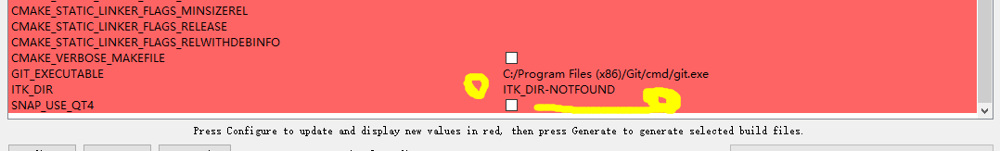 CMAKE_STATIC_LINKER_FLAGS_MINSIZEREL
CMAKE_STATIC_LINKER_FLAGS_RELEASE
CMAKE_STATIC_LINKER_FLAGS_RELWITHDEBINFO
CMAKE_VERBOSE_MAKEFILE
GIT_EXECUTABLE C:/Program Files (x86)/Git/cmd/git.exe
ITK_DIR ITK_DIR-NOTFOUND
SNAP_USE_QT4
Press Configure to update and display new values in red, then press Generate to generate selected build files.